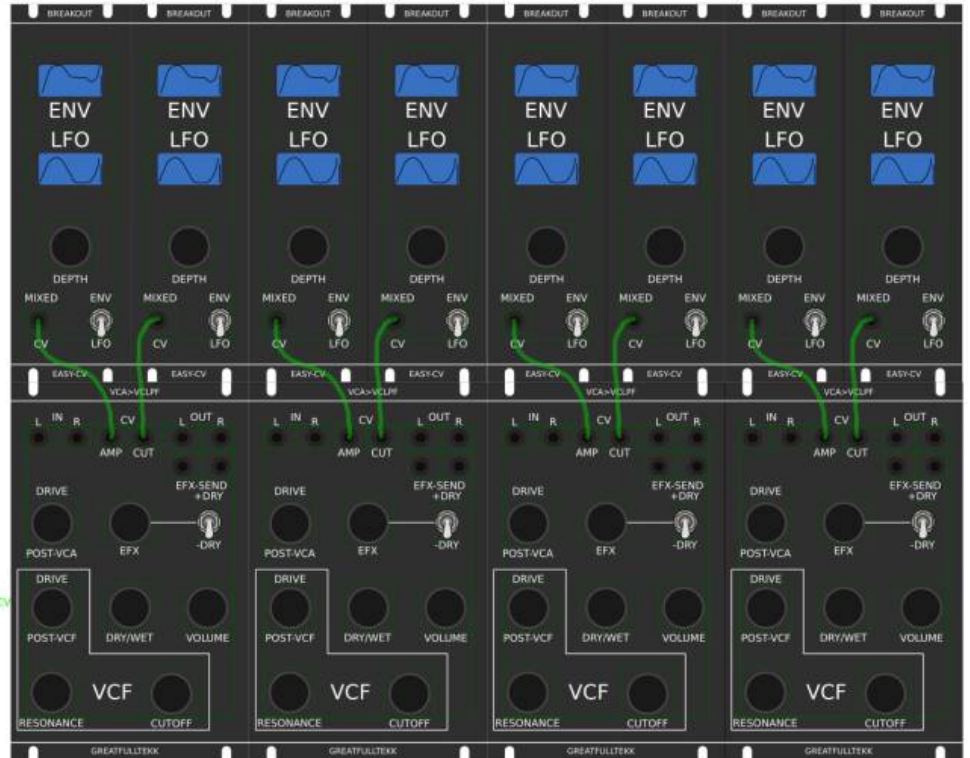 BREAKOUT BREAKOUT BREAKOUT BREAKOUT BREAKOUT BREAKOUT BREAKOUT BREAKOUT
ENV ENV ENV ENV ENV ENV ENV ENV
LFO LFO LFO LFO LFO LFO LFO LFO
DEPTH DEPTH DEPTH DEPTH DEPTH DEPTH DEPTH DEPTH
MIXED ENV MIXED ENV MIXED ENV MIXED ENV MIXED ENV MIXED ENV MIXED ENV MIXED ENV
CV LFO CV LFO CV LFO CV LFO CV LFO CV LFO CV LFO CV LFO
EASY-CV EASY-CV EASY-CV EASY-CV EASY-CV EASY-CV EASY-CV EASY-CV
VCA>VCLPF VCA>VCLPF VCA>VCLPF VCA>VCLPF
L IN R CV L OUT R L IN R CV L OUT R L IN R CV L OUT R L IN R CV L OUT R
AMP CUT AMP CUT AMP CUT AMP CUT
EFX-SEND EFX-SEND EFX-SEND EFX-SEND
DRIVE +DRY DRIVE +DRY DRIVE +DRY DRIVE +DRY
POST-VCA EFX -DRY POST-VCA EFX -DRY POST-VCA EFX -DRY POST-VCA EFX -DRY
DRIVE DRIVE DRIVE DRIVE
CV
POST-VCF DRY/WET VOLUME POST-VCF DRY/WET VOLUME POST-VCF DRY/WET VOLUME POST-VCF DRY/WET VOLUME
VCF VCF VCF VCF
RESONANCE CUTOFF RESONANCE CUTOFF RESONANCE CUTOFF RESONANCE CUTOFF
GREATFULLTEKK GREATFULLTEKK GREATFULLTEKK GREATFULLTEKK